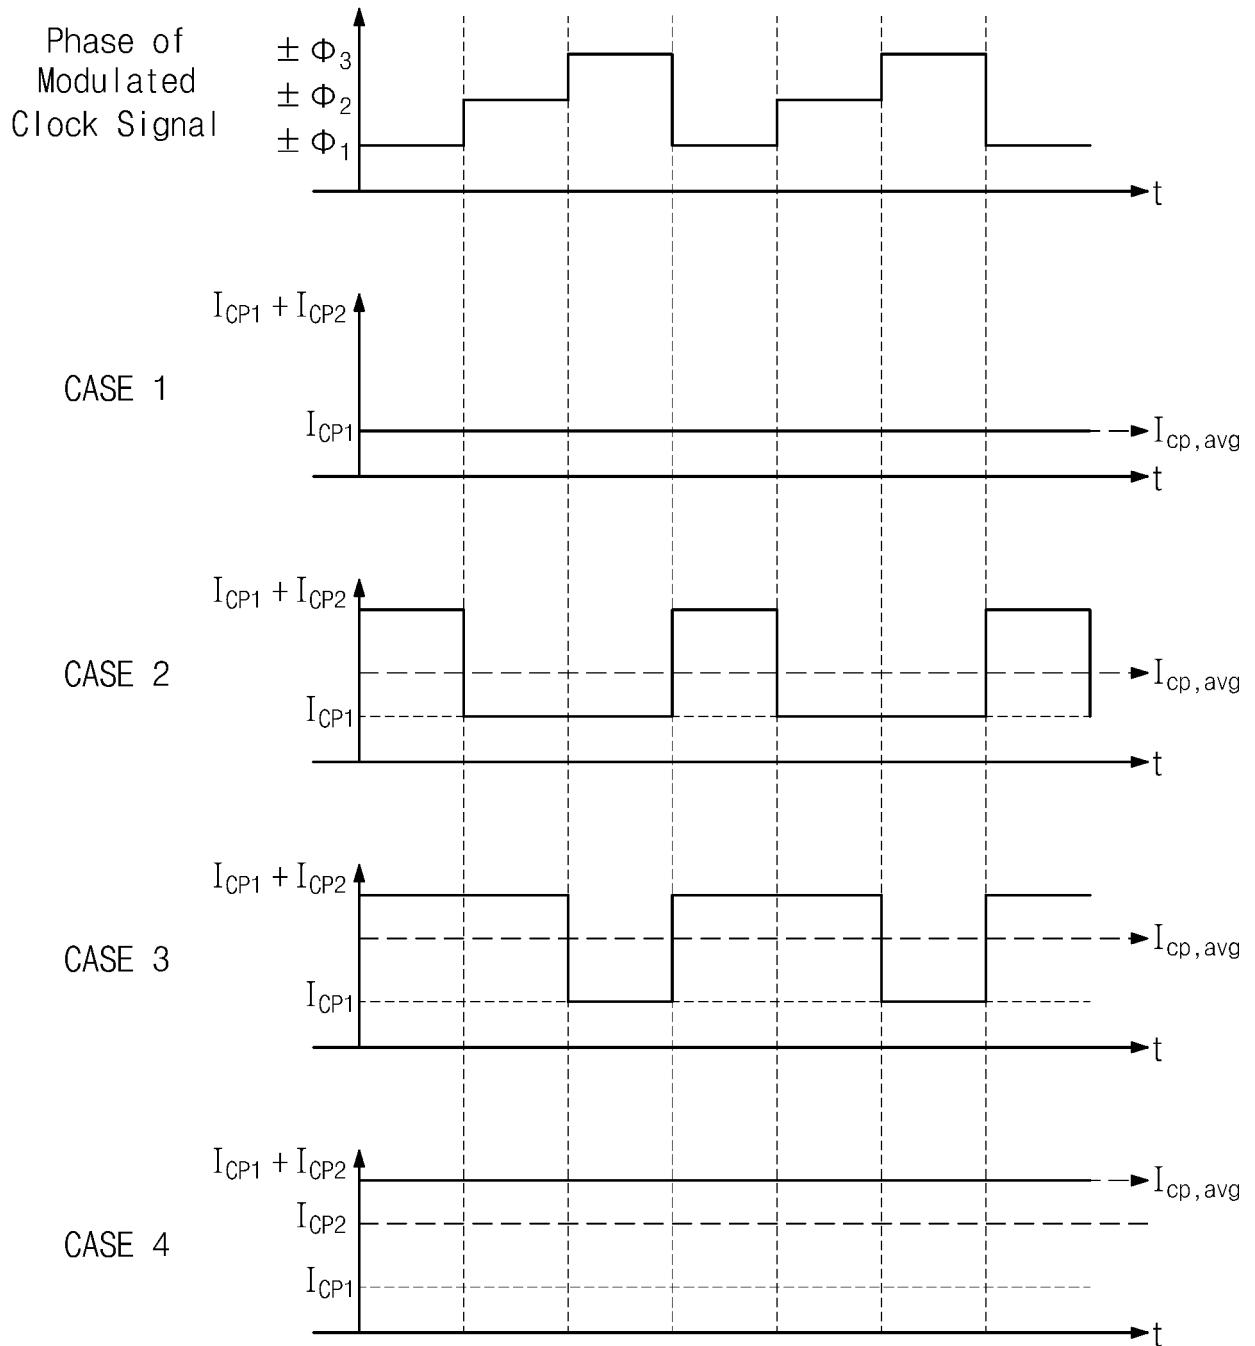 Phase of
Modulated
Clock Signal
± Φ3
± Φ2
± Φ1
t
CASE 1
ICP1 + ICP2
ICP1
Icp,avg
t
CASE 2
ICP1 + ICP2
ICP1
Icp,avg
t
CASE 3
ICP1 + ICP2
ICP1
Icp,avg
t
CASE 4
ICP1 + ICP2
ICP2
ICP1
Icp,avg
t